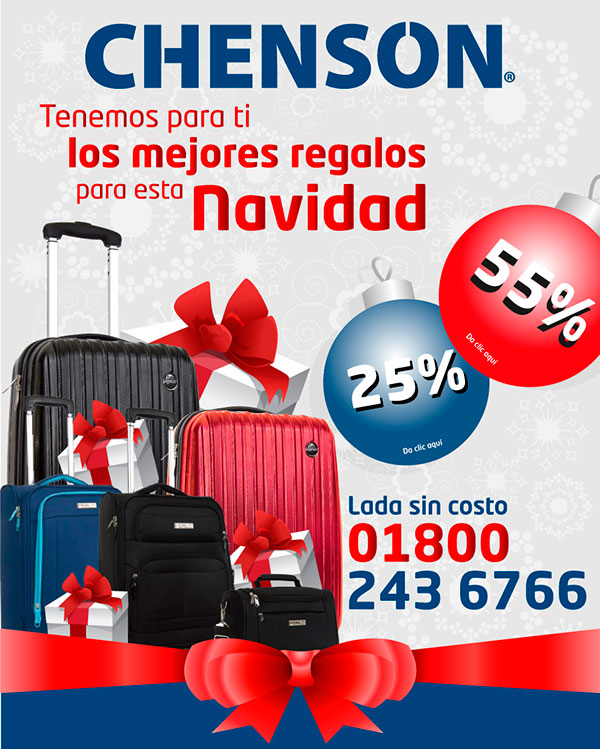 CHENSON®
Tenemos para ti
los mejores regalos
para esta Navidad
55%
Da clic aquí
25%
Da clic aquí
Lada sin costo
01800
243 6766